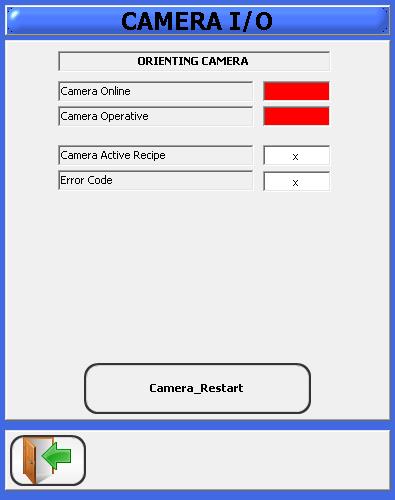 CAMERA I/O
ORIENTING CAMERA
Camera Online
Camera Operative
Camera Active Recipe x
Error Code x
Camera_Restart